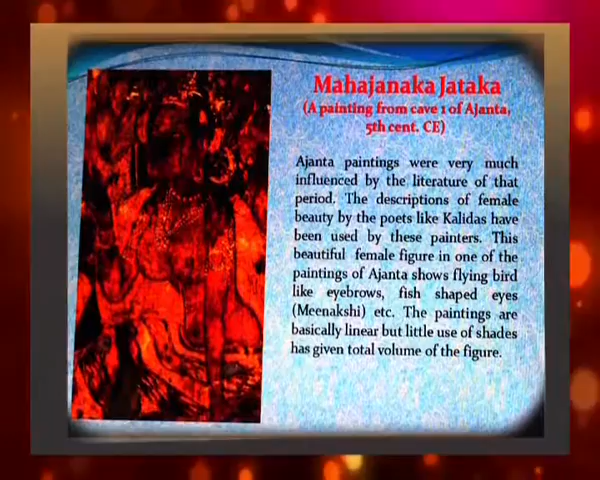 Mahajanaka Jataka
(A painting from cave 1 of Ajanta,
5th cent. CE)
Ajanta paintings were very much
influenced by the literature of that
period. The descriptions of female
beauty by the poets like Kalidas have
been used by these painters. This
beautiful female figure in one of the
paintings of Ajanta shows flying bird
like eyebrows, fish shaped eyes
(Meenakshi) etc. The paintings are
basically linear but little use of shades
has given total volume of the figure.